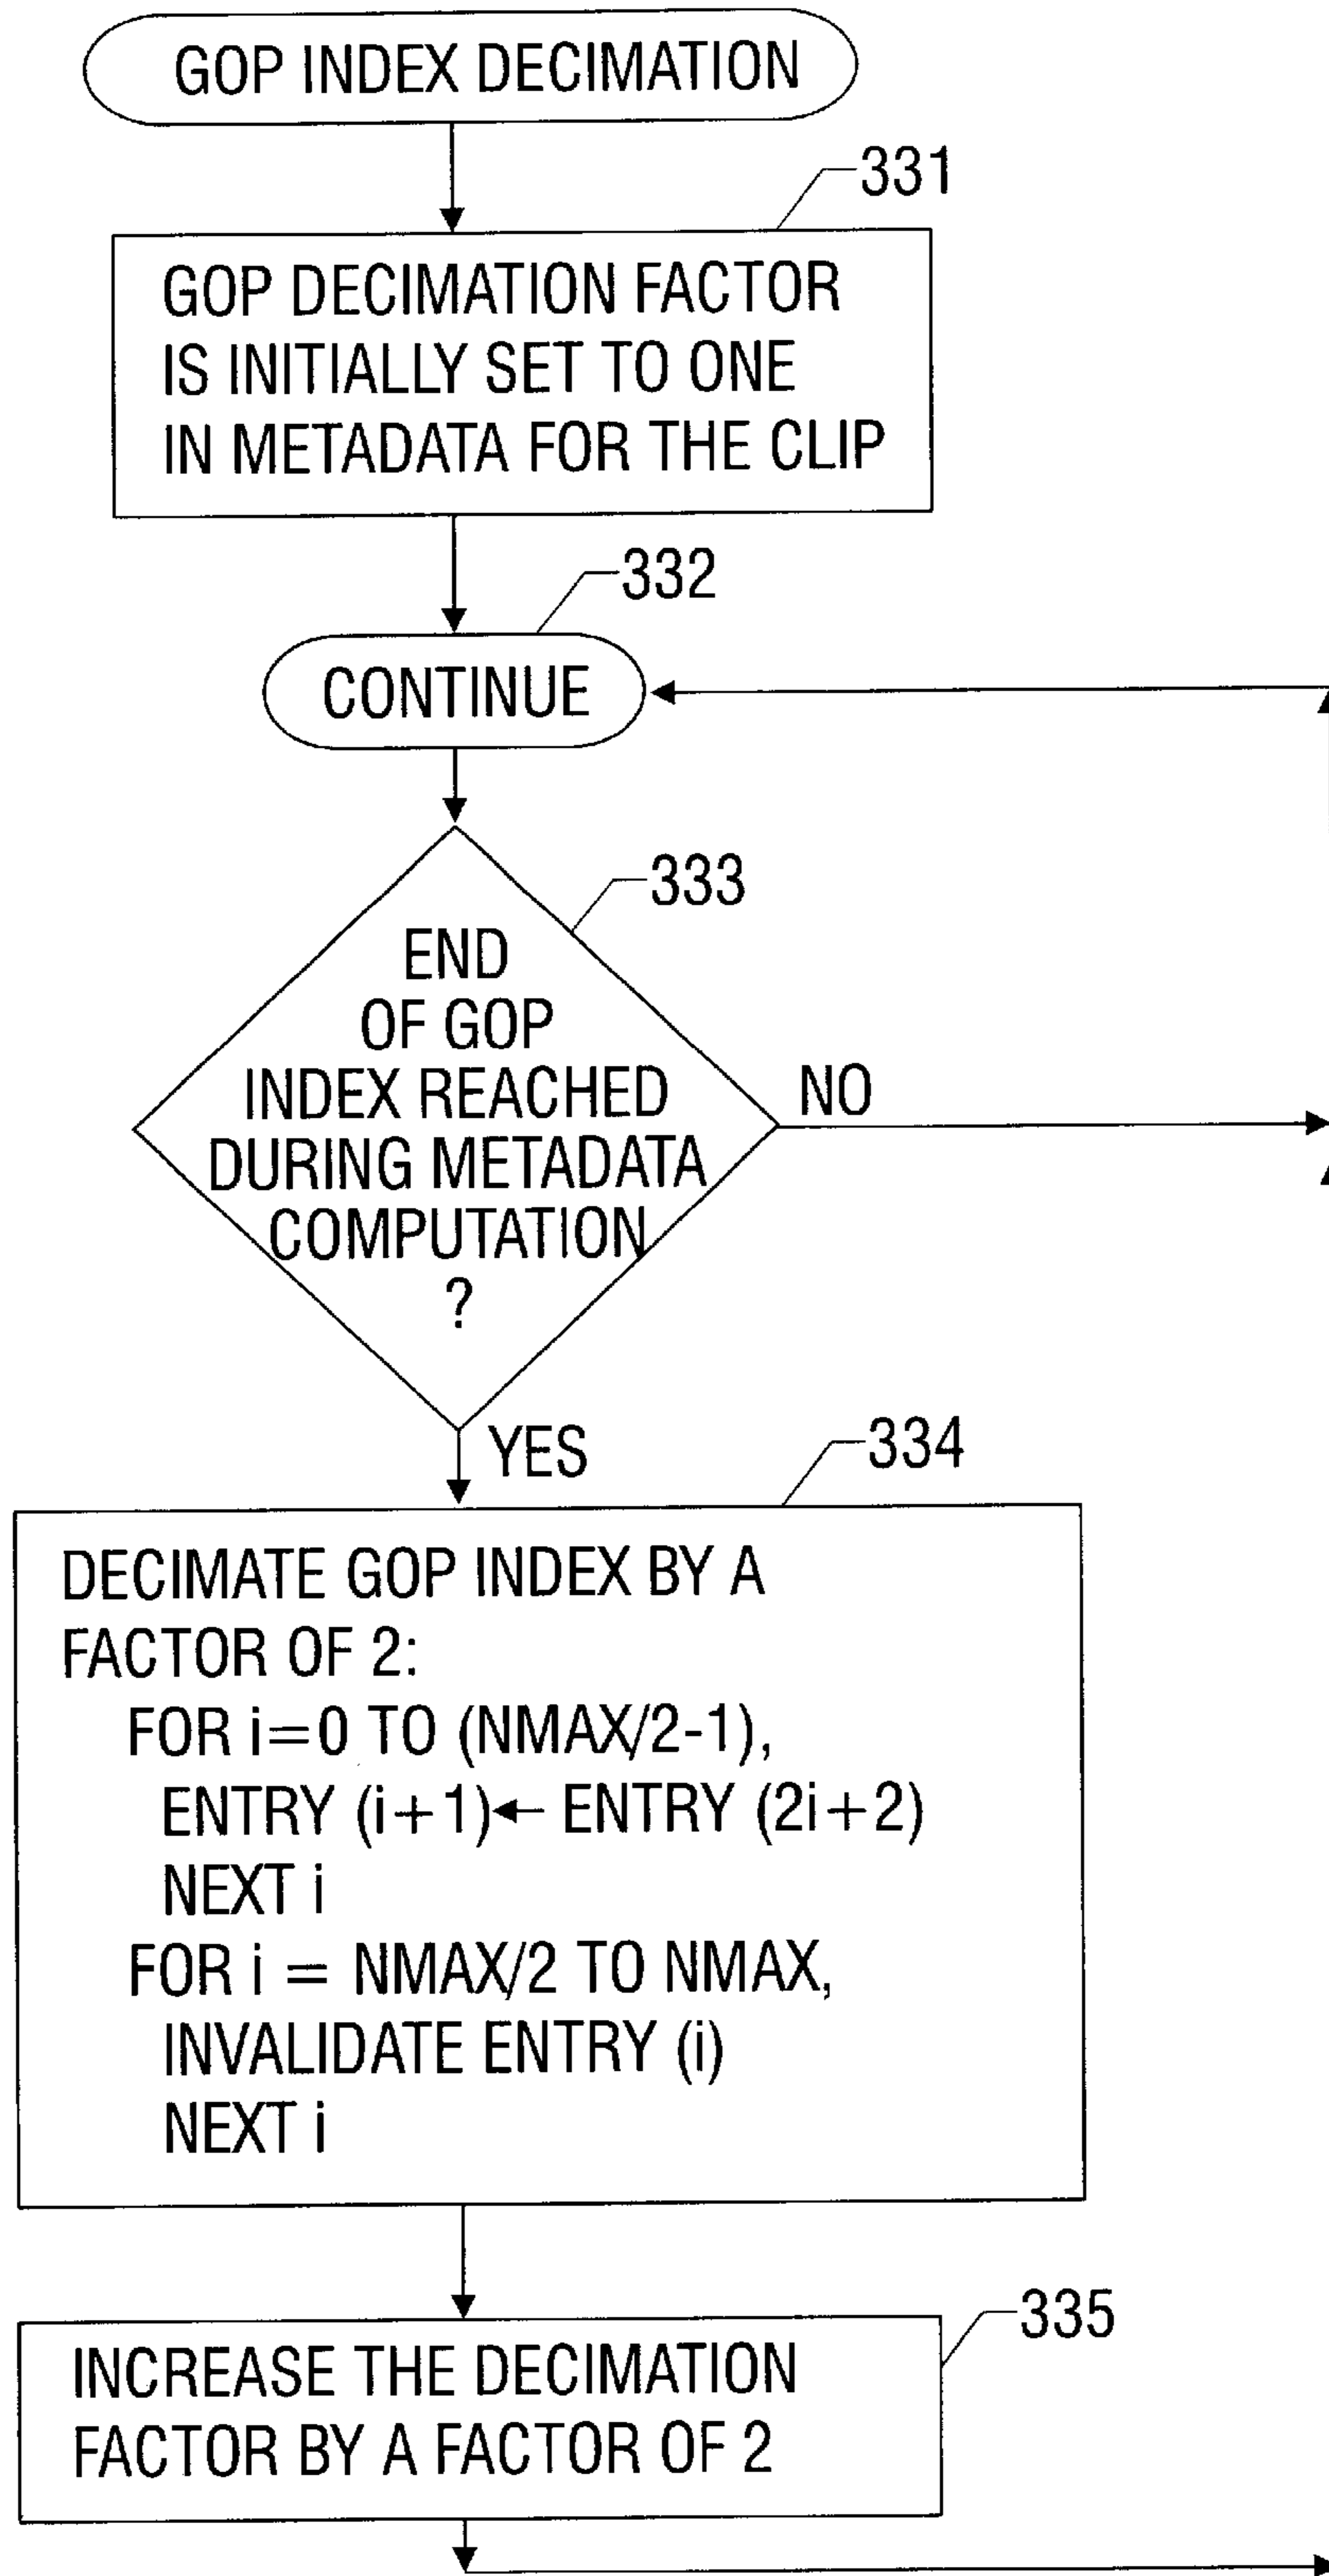 GOP INDEX DECIMATION
331
GOP DECIMATION FACTOR
IS INITIALLY SET TO ONE
IN METADATA FOR THE CLIP
332
CONTINUE
333
END
OF GOP
INDEX REACHED
DURING METADATA
COMPUTATION
?
NO
YES
334
DECIMATE GOP INDEX BY A
FACTOR OF 2:
FOR i=0 TO (NMAX/2-1),
ENTRY (i+1)← ENTRY (2i+2)
NEXT i
FOR i = NMAX/2 TO NMAX,
INVALIDATE ENTRY (i)
NEXT i
335
INCREASE THE DECIMATION
FACTOR BY A FACTOR OF 2